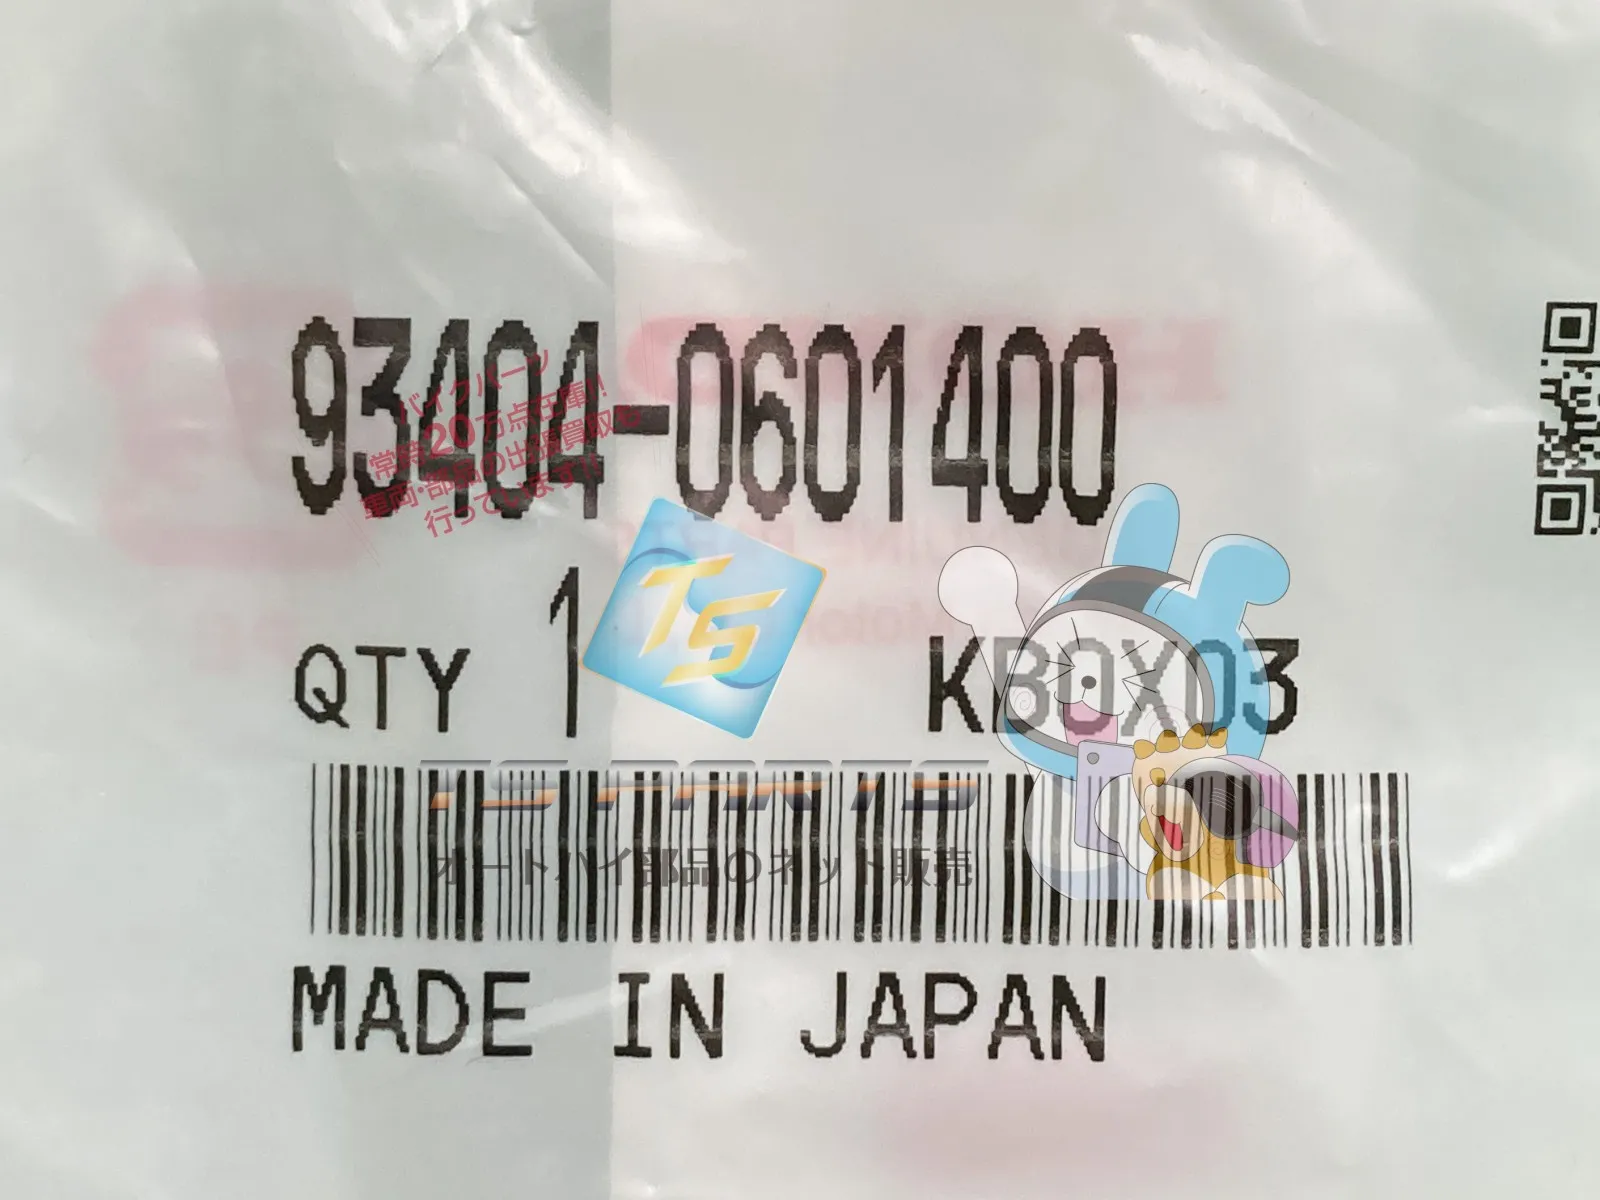 93404-0601400
バイクパーツ
常時20万点在庫!!
車両・部品の出張買取も
行っています!!
QTY 1 KBOX03
TS
TS PARTS
オートバイ部品のネット販売
MADE IN JAPAN